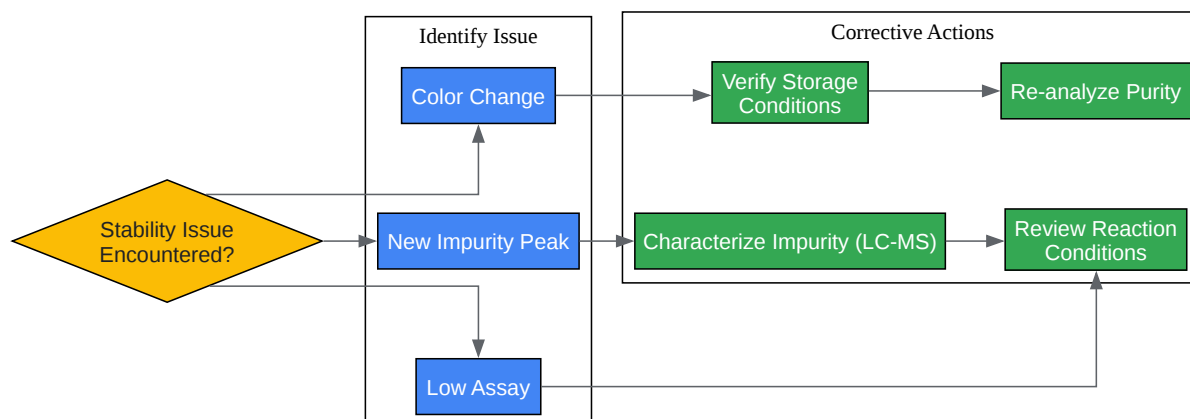 Identify Issue
Corrective Actions
Color Change
Verify Storage
Conditions
Re-analyze Purity
Stability Issue
Encountered?
New Impurity Peak
Characterize Impurity (LC-MS)
Review Reaction
Conditions
Low Assay